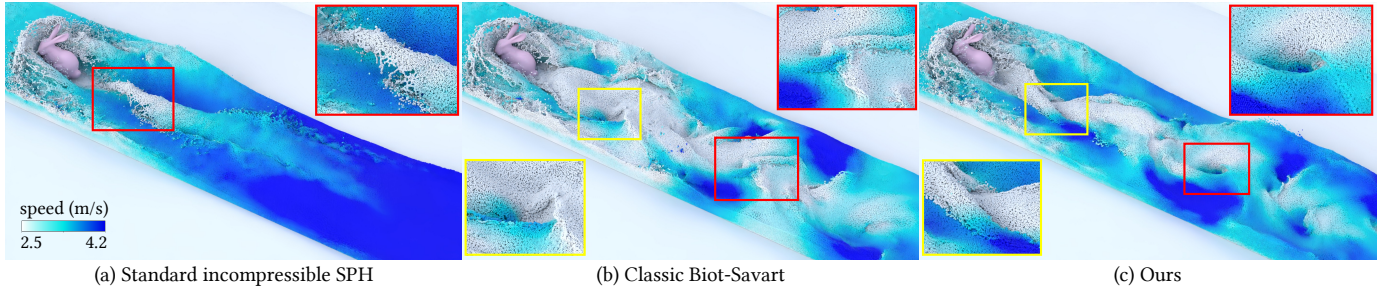 speed (m/s)
2.5 4.2
(a) Standard incompressible SPH
(b) Classic Biot-Savart
(c) Ours